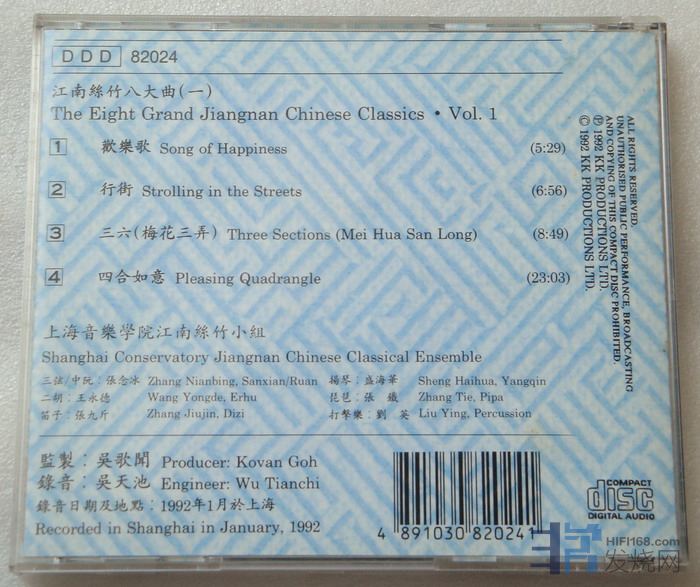 DDD 82024
江南絲竹八大曲(一)
The Eight Grand Jiangnan Chinese Classics • Vol. 1
1 歡樂歌 Song of Happiness (5:29)
2 行街 Strolling in the Streets (6:56)
3 三六(梅花三弄) Three Sections (Mei Hua San Long) (8:49)
4 四合如意 Pleasing Quadrangle (23:03)
上海音樂學院江南絲竹小組
Shanghai Conservatory Jiangnan Chinese Classical Ensemble
三弦/中阮：張念冰 Zhang Nianbing, Sanxian/Ruan 揚琴：盛海華 Sheng Haihua, Yangqin
二胡：王永德 Wang Yongde, Erhu 琵琶：張 鐵 Zhang Tie, Pipa
笛子：張九斤 Zhang Jiujin, Dizi 打擊樂：劉 英 Liu Ying, Percussion
監製：吳歌聞 Producer: Kovan Goh
錄音：吳天池 Engineer: Wu Tianchi
錄音日期及地點：1992年1月於上海
Recorded in Shanghai in January, 1992
4 891030 820241
COMPACT
disc
DIGITAL AUDIO
ALL RIGHTS RESERVED.
UNAUTHORISED PUBLIC PERFORMANCE, BROADCASTING
AND COPYING OF THIS COMPACT DISC PROHIBITED.
℗ 1992 KK PRODUCTIONS LTD.
© 1992 KK PRODUCTIONS LTD.
HIFI168.com
发烧网